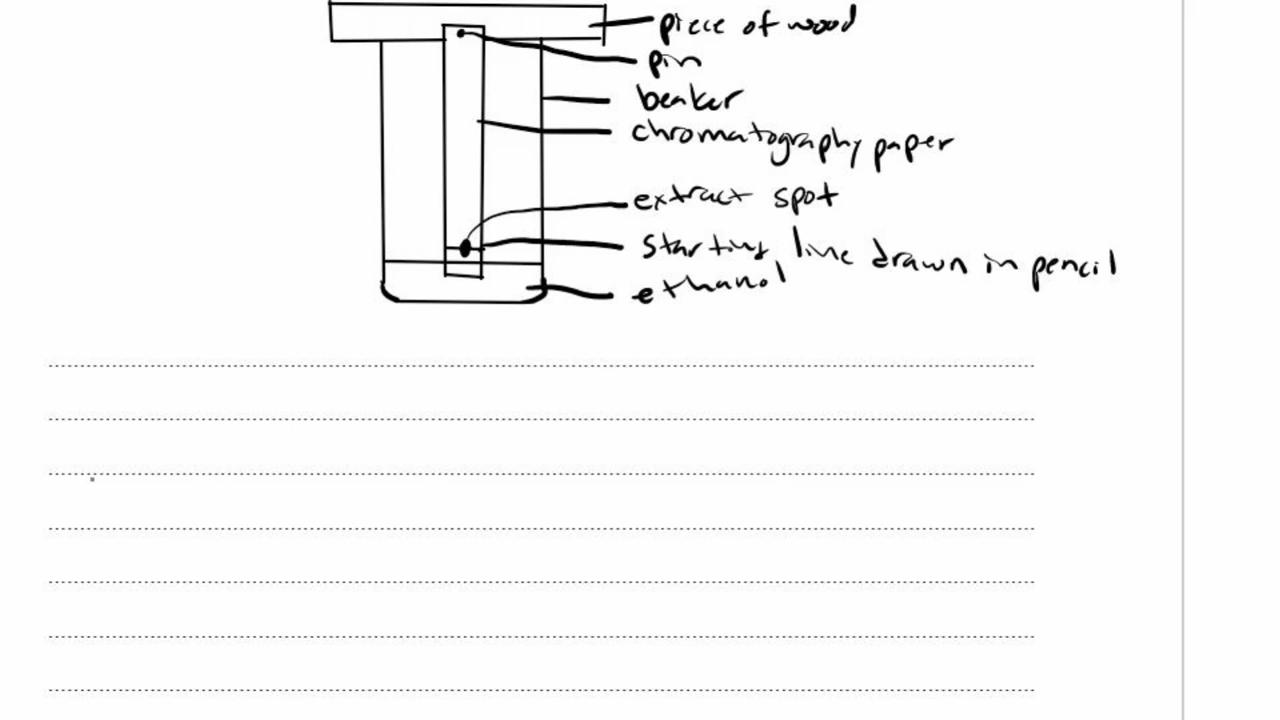 piece of wood
pin
beaker
chromatography paper
extract spot
starting line drawn in pencil
ethanol